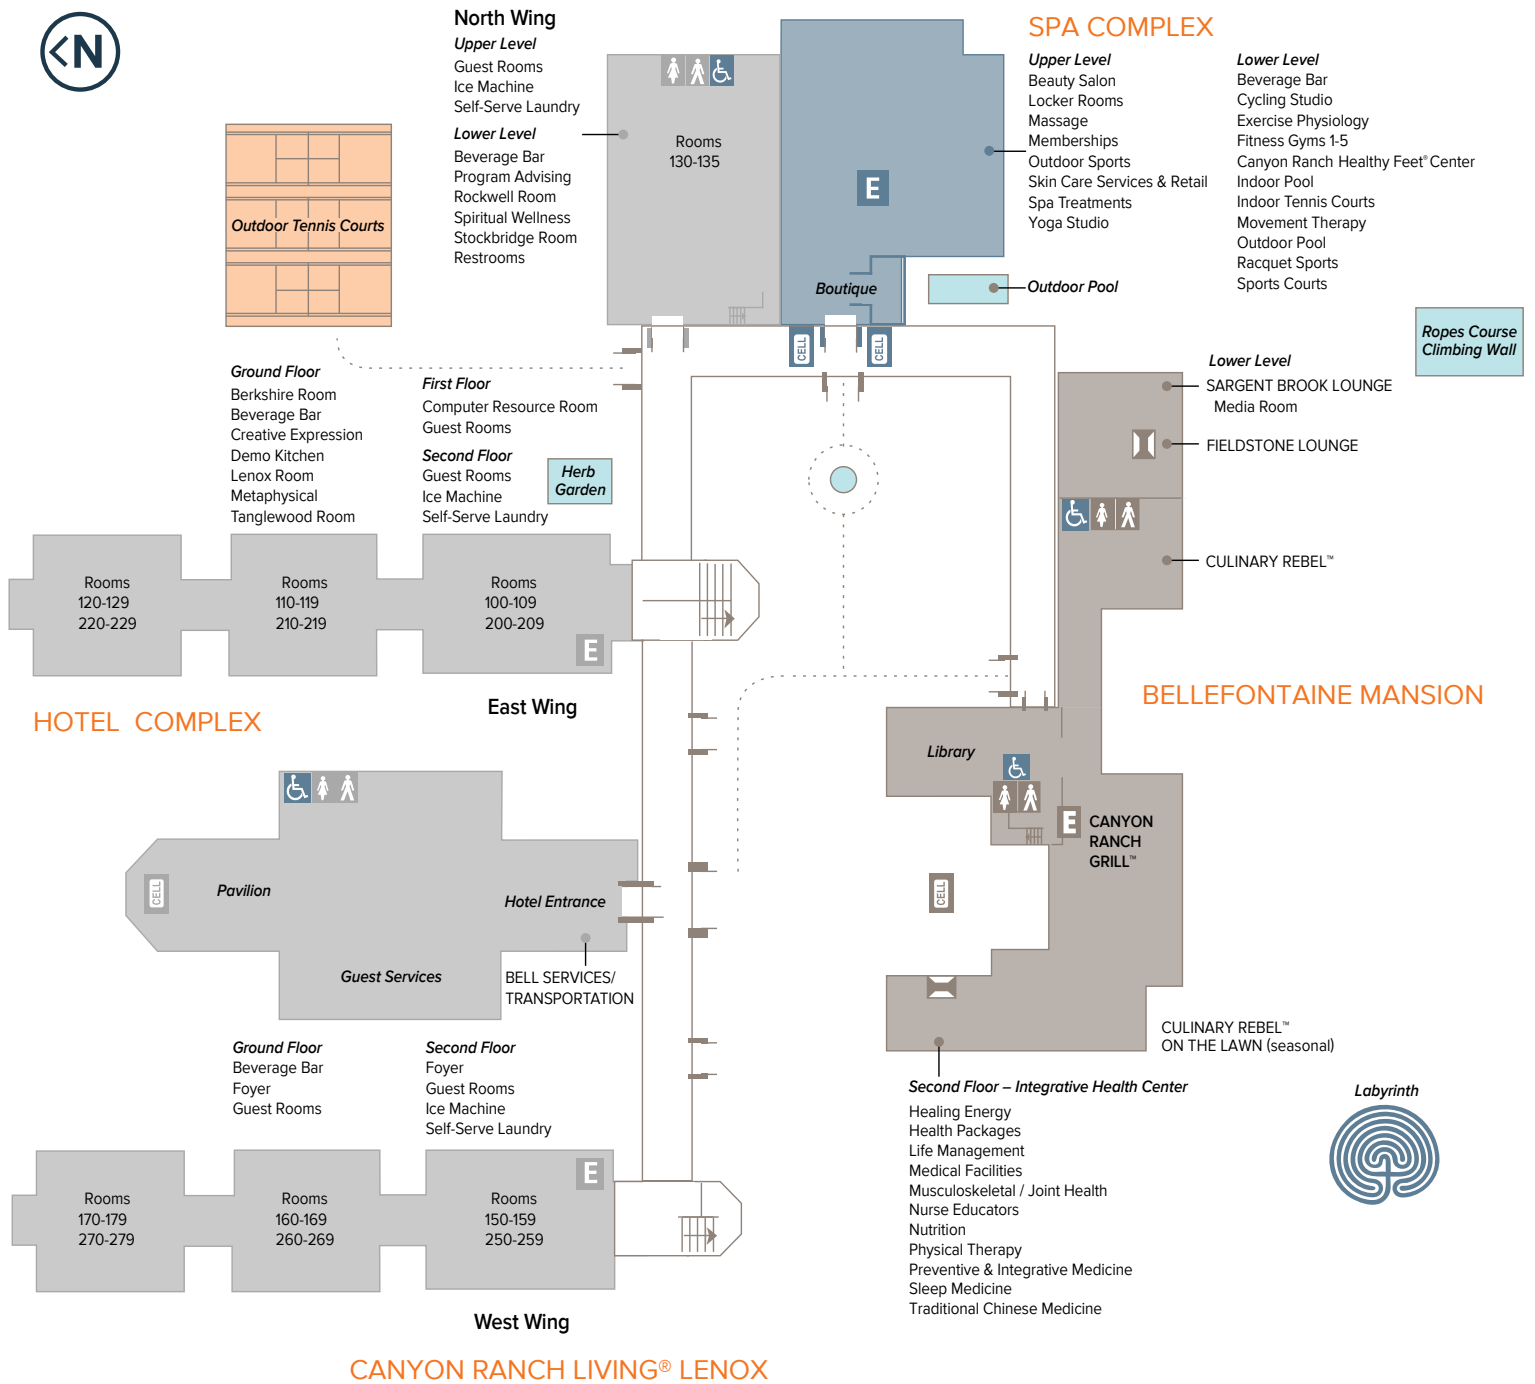 <N
North Wing
Upper Level
Guest Rooms
Ice Machine
Self-Serve Laundry
Lower Level
Beverage Bar
Program Advising
Rockwell Room
Spiritual Wellness
Stockbridge Room
Restrooms
Rooms
130-135
SPA COMPLEX
Upper Level
Beauty Salon
Locker Rooms
Massage
Memberships
Outdoor Sports
Skin Care Services & Retail
Spa Treatments
Yoga Studio
Lower Level
Beverage Bar
Cycling Studio
Exercise Physiology
Fitness Gyms 1-5
Canyon Ranch Healthy Feet® Center
Indoor Pool
Indoor Tennis Courts
Movement Therapy
Outdoor Pool
Racquet Sports
Sports Courts
E
Outdoor Tennis Courts
Boutique
Outdoor Pool
CELL
CELL
Ropes Course
Climbing Wall
Ground Floor
Berkshire Room
Beverage Bar
Creative Expression
Demo Kitchen
Lenox Room
Metaphysical
Tanglewood Room
First Floor
Computer Resource Room
Guest Rooms
Second Floor
Guest Rooms
Ice Machine
Self-Serve Laundry
Herb
Garden
Lower Level
SARGENT BROOK LOUNGE
Media Room
FIELDSTONE LOUNGE
CULINARY REBEL™
Rooms
120-129
220-229
Rooms
110-119
210-219
Rooms
100-109
200-209
E
East Wing
HOTEL COMPLEX
BELLEFONTAINE MANSION
Library
E
CANYON
RANCH
GRILL™
CELL
Pavilion
CELL
Hotel Entrance
Guest Services
BELL SERVICES/
TRANSPORTATION
CULINARY REBEL™
ON THE LAWN (seasonal)
Ground Floor
Beverage Bar
Foyer
Guest Rooms
Second Floor
Foyer
Guest Rooms
Ice Machine
Self-Serve Laundry
Second Floor – Integrative Health Center
Healing Energy
Health Packages
Life Management
Medical Facilities
Musculoskeletal / Joint Health
Nurse Educators
Nutrition
Physical Therapy
Preventive & Integrative Medicine
Sleep Medicine
Traditional Chinese Medicine
Labyrinth
Rooms
170-179
270-279
Rooms
160-169
260-269
Rooms
150-159
250-259
E
West Wing
CANYON RANCH LIVING® LENOX